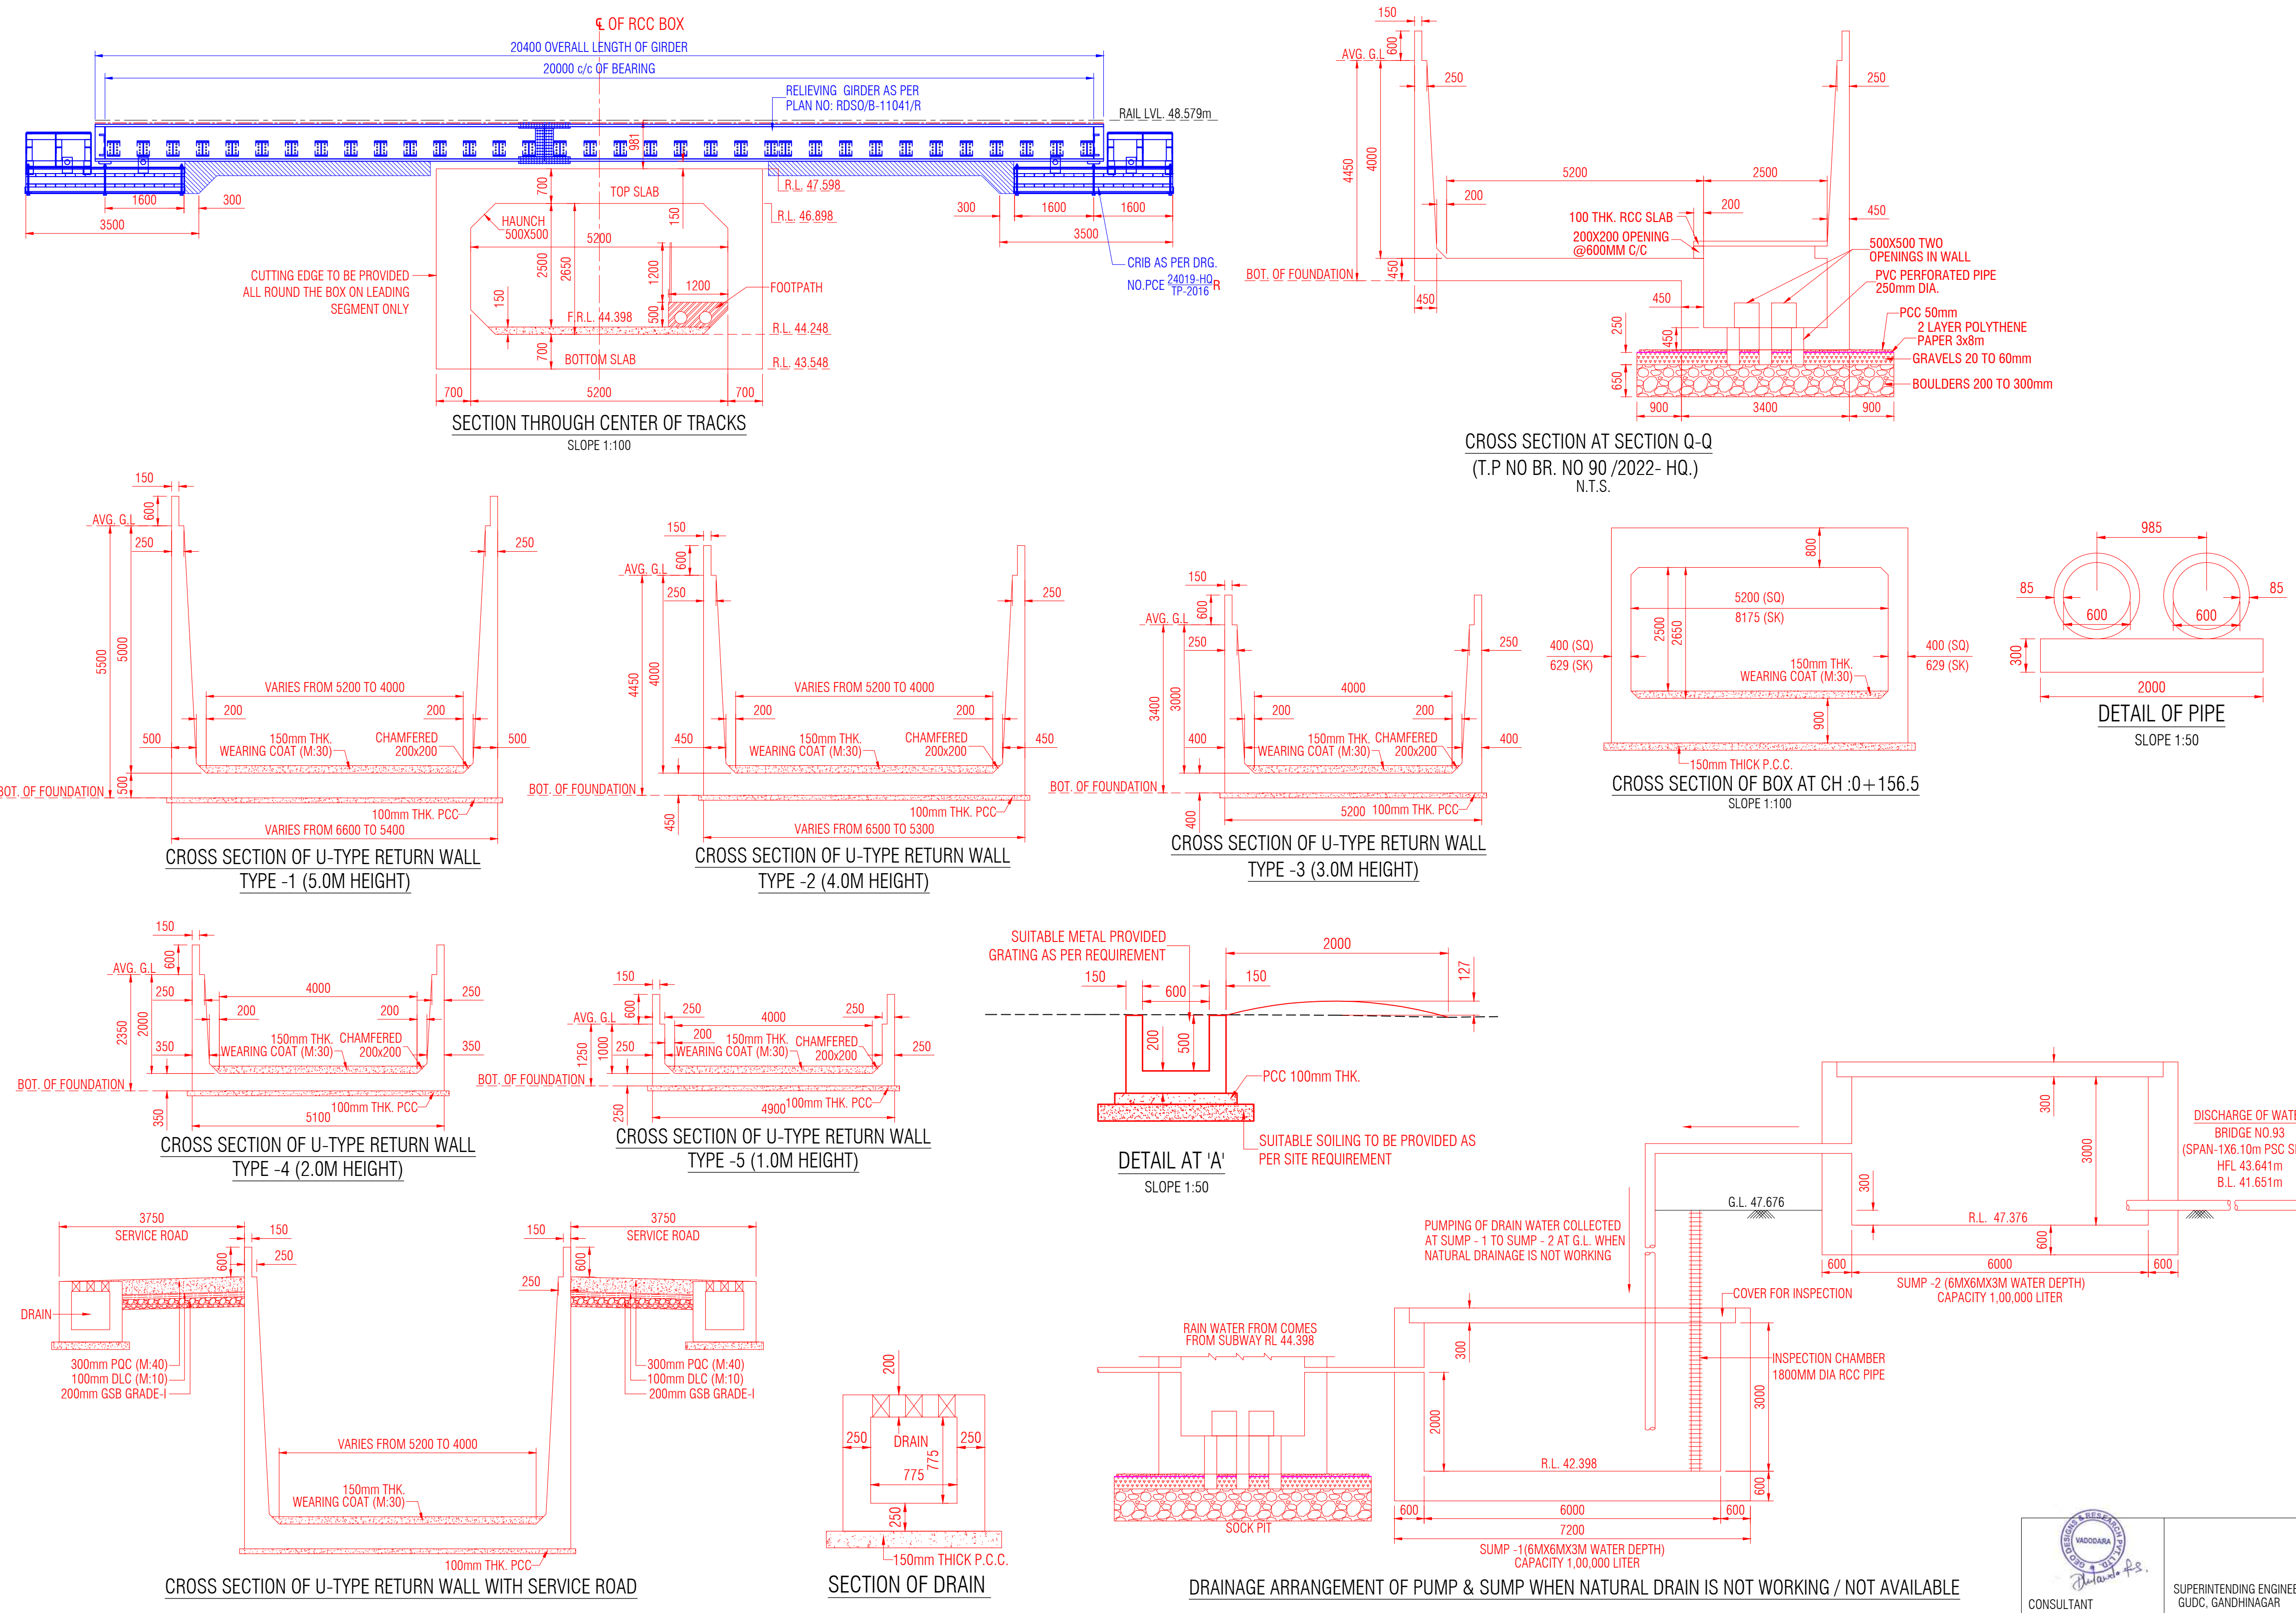 ℄ OF RCC BOX
20400 OVERALL LENGTH OF GIRDER
20000 c/c OF BEARING
RELIEVING GIRDER AS PER
PLAN NO: RDSO/B-11041/R
RAIL LVL. 48.579m
981
R.L. 47.598
700
TOP SLAB
150
R.L. 46.898
HAUNCH
500X500
5200
1600
300
3500
300
1600
1600
3500
2500
2650
1200
1200
CUTTING EDGE TO BE PROVIDED
ALL ROUND THE BOX ON LEADING
SEGMENT ONLY
CRIB AS PER DRG.
NO.PCE 24019-HQ R
TP-2016
FOOTPATH
150
F.R.L. 44.398
500
R.L. 44.248
700
BOTTOM SLAB
R.L. 43.548
700
5200
700
SECTION THROUGH CENTER OF TRACKS
SLOPE 1:100
150
600
AVG. G.L
250
250
4450
4000
5200
2500
200
200
450
100 THK. RCC SLAB
200X200 OPENING
@600MM C/C
500X500 TWO
OPENINGS IN WALL
BOT. OF FOUNDATION
450
PVC PERFORATED PIPE
250mm DIA.
450
450
250
450
PCC 50mm
2 LAYER POLYTHENE
PAPER 3x8m
GRAVELS 20 TO 60mm
650
BOULDERS 200 TO 300mm
900
3400
900
CROSS SECTION AT SECTION Q-Q
(T.P NO BR. NO 90 /2022- HQ.)
N.T.S.
150
600
AVG. G.L
250
250
5500
5000
VARIES FROM 5200 TO 4000
200
200
500
150mm THK.
WEARING COAT (M:30)
CHAMFERED
200x200
500
BOT. OF FOUNDATION
500
100mm THK. PCC
VARIES FROM 6600 TO 5400
CROSS SECTION OF U-TYPE RETURN WALL
TYPE -1 (5.0M HEIGHT)
150
600
AVG. G.L
250
250
4450
4000
VARIES FROM 5200 TO 4000
200
200
450
150mm THK.
WEARING COAT (M:30)
CHAMFERED
200x200
450
BOT. OF FOUNDATION
450
100mm THK. PCC
VARIES FROM 6500 TO 5300
CROSS SECTION OF U-TYPE RETURN WALL
TYPE -2 (4.0M HEIGHT)
150
600
AVG. G.L
250
250
3400
3000
4000
200
200
400
150mm THK.
WEARING COAT (M:30)
CHAMFERED
200x200
400
BOT. OF FOUNDATION
400
5200
100mm THK. PCC
CROSS SECTION OF U-TYPE RETURN WALL
TYPE -3 (3.0M HEIGHT)
800
5200 (SQ)
8175 (SK)
2500
2650
400 (SQ)
629 (SK)
400 (SQ)
629 (SK)
150mm THK.
WEARING COAT (M:30)
900
150mm THICK P.C.C.
CROSS SECTION OF BOX AT CH :0+156.5
SLOPE 1:100
985
85
85
600
600
300
2000
DETAIL OF PIPE
SLOPE 1:50
150
600
AVG. G.L
250
4000
250
2350
2000
200
200
350
150mm THK.
WEARING COAT (M:30)
CHAMFERED
200x200
350
BOT. OF FOUNDATION
350
100mm THK. PCC
5100
CROSS SECTION OF U-TYPE RETURN WALL
TYPE -4 (2.0M HEIGHT)
150
600
AVG. G.L
250
4000
250
1250
1000
200
250
150mm THK.
WEARING COAT (M:30)
CHAMFERED
200x200
250
BOT. OF FOUNDATION
250
4900
100mm THK. PCC
CROSS SECTION OF U-TYPE RETURN WALL
TYPE -5 (1.0M HEIGHT)
SUITABLE METAL PROVIDED
GRATING AS PER REQUIREMENT
2000
150
600
150
127
200
500
PCC 100mm THK.
SUITABLE SOILING TO BE PROVIDED AS
PER SITE REQUIREMENT
DETAIL AT 'A'
SLOPE 1:50
3750
SERVICE ROAD
150
600
250
150
600
3750
SERVICE ROAD
250
DRAIN
300mm PQC (M:40)
100mm DLC (M:10)
200mm GSB GRADE-I
300mm PQC (M:40)
100mm DLC (M:10)
200mm GSB GRADE-I
VARIES FROM 5200 TO 4000
150mm THK.
WEARING COAT (M:30)
100mm THK. PCC
CROSS SECTION OF U-TYPE RETURN WALL WITH SERVICE ROAD
200
250
DRAIN
250
775
775
250
150mm THICK P.C.C.
SECTION OF DRAIN
300
3000
300
DISCHARGE OF WATE
BRIDGE NO.93
(SPAN-1X6.10m PSC S
HFL 43.641m
B.L. 41.651m
G.L. 47.676
R.L. 47.376
600
600
6000
600
SUMP -2 (6MX6MX3M WATER DEPTH)
CAPACITY 1,00,000 LITER
PUMPING OF DRAIN WATER COLLECTED
AT SUMP - 1 TO SUMP - 2 AT G.L. WHEN
NATURAL DRAINAGE IS NOT WORKING
COVER FOR INSPECTION
RAIN WATER FROM COMES
FROM SUBWAY RL 44.398
300
INSPECTION CHAMBER
1800MM DIA RCC PIPE
2000
3000
R.L. 42.398
600
600
6000
600
7200
SOCK PIT
SUMP -1(6MX6MX3M WATER DEPTH)
CAPACITY 1,00,000 LITER
DRAINAGE ARRANGEMENT OF PUMP & SUMP WHEN NATURAL DRAIN IS NOT WORKING / NOT AVAILABLE
GEO DESIGNS & RESEARCH PVT. LTD.
VADODARA
CONSULTANT
SUPERINTENDING ENGINE
GUDC, GANDHINAGAR